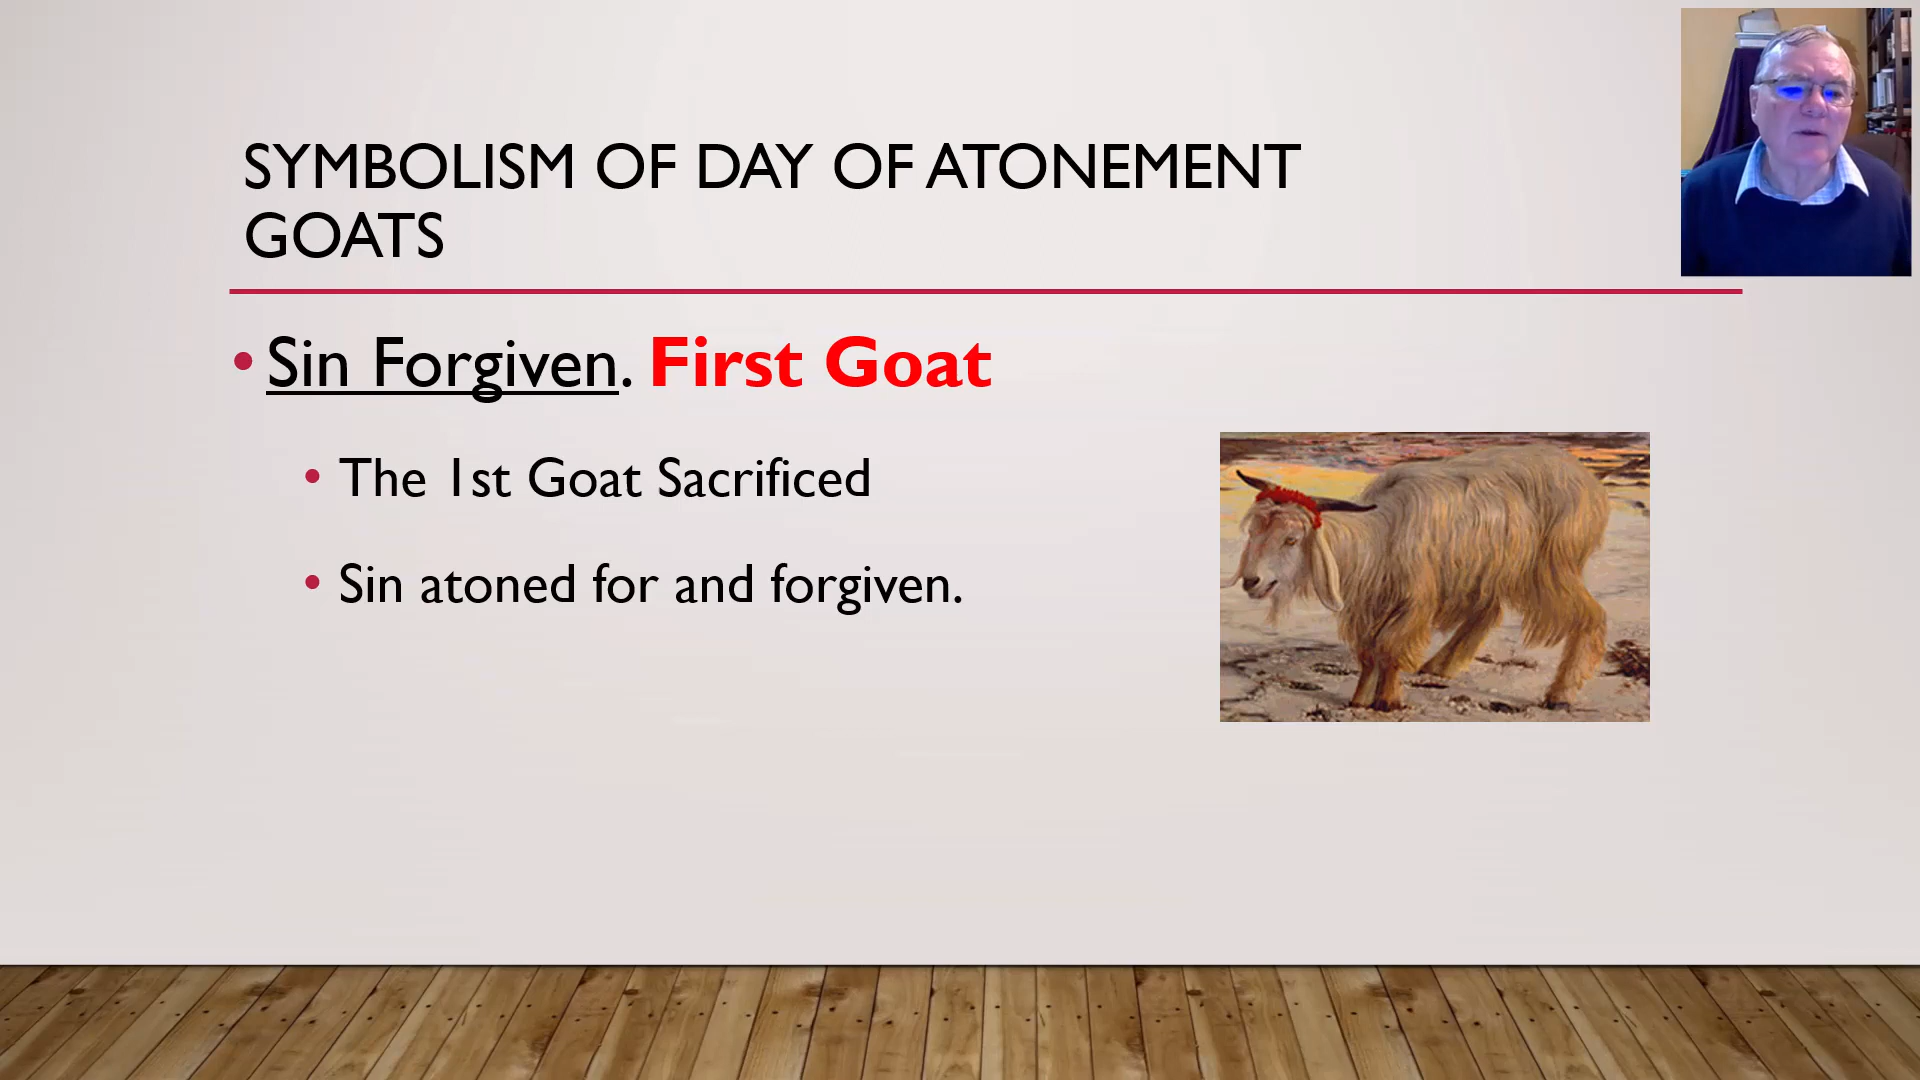 SYMBOLISM OF DAY OF ATONEMENT
GOATS
• Sin Forgiven. First Goat
• The 1st Goat Sacrificed
• Sin atoned for and forgiven.